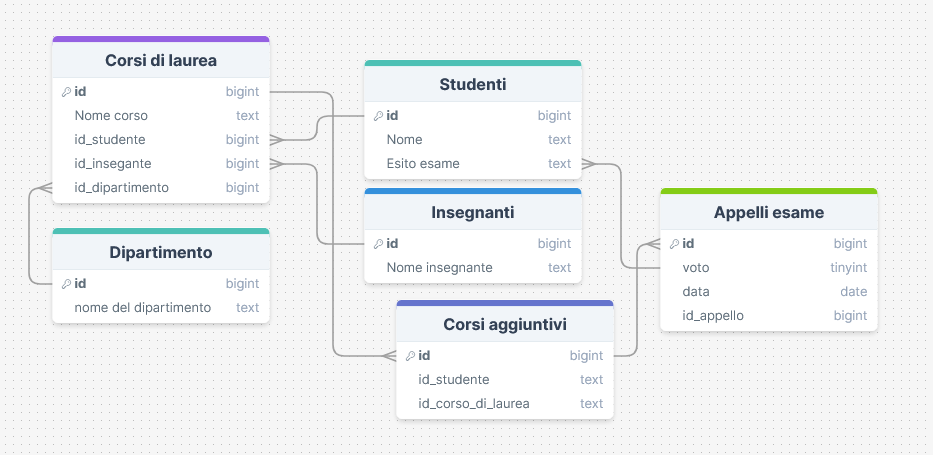 Corsi di laurea
id bigint
Nome corso text
id_studente bigint
id_insegante bigint
id_dipartimento bigint
Dipartimento
id bigint
nome del dipartimento text
Studenti
id bigint
Nome text
Esito esame text
Insegnanti
id bigint
Nome insegnante text
Corsi aggiuntivi
id bigint
id_studente text
id_corso_di_laurea text
Appelli esame
id bigint
voto tinyint
data date
id_appello bigint